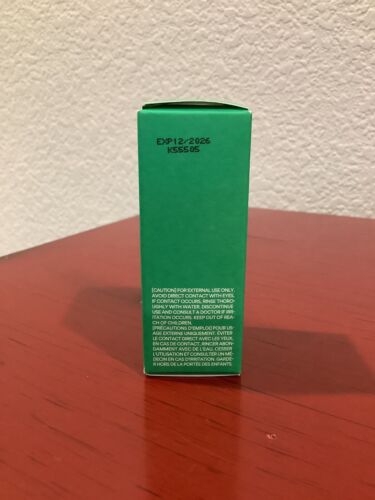 EXP12/2026
K55505
[CAUTION] FOR EXTERNAL USE ONLY.
AVOID DIRECT CONTACT WITH EYES.
IF CONTACT OCCURS, RINSE THORO-
UGHLY WITH WATER. DISCONTINUE
USE AND CONSULT A DOCTOR IF IRR-
ITATION OCCURS. KEEP OUT OF REA-
CH OF CHILDREN.
[PRÉCAUTIONS D'EMPLOI] POUR US-
AGE EXTERNE UNIQUEMENT. ÉVITER
LE CONTACT DIRECT AVEC LES YEUX.
EN CAS DE CONTACT, RINCER ABON-
DAMMENT AVEC DE L'EAU. CESSER
L'UTILISATION ET CONSULTER UN MÉ-
DECIN EN CAS D'IRRITATION. GARDE-
R HORS DE LA PORTÉE DES ENFANTS.